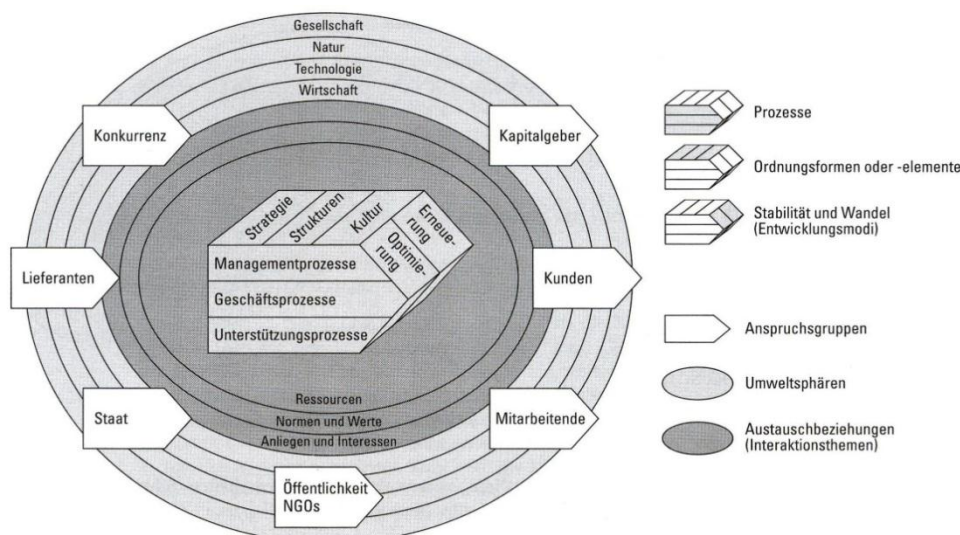 Gesellschaft
Natur
Technologie
Wirtschaft
Konkurrenz
Kapitalgeber
Lieferanten
Kunden
Staat
Mitarbeitende
Öffentlichkeit
NGOs
Strategie
Strukturen
Kultur
Erneue-
rung
Optimie-
rung
Managementprozesse
Geschäftsprozesse
Unterstützungsprozesse
Ressourcen
Normen und Werte
Anliegen und Interessen
Prozesse
Ordnungsformen oder -elemente
Stabilität und Wandel
(Entwicklungsmodi)
Anspruchsgruppen
Umweltsphären
Austauschbeziehungen
(Interaktionsthemen)